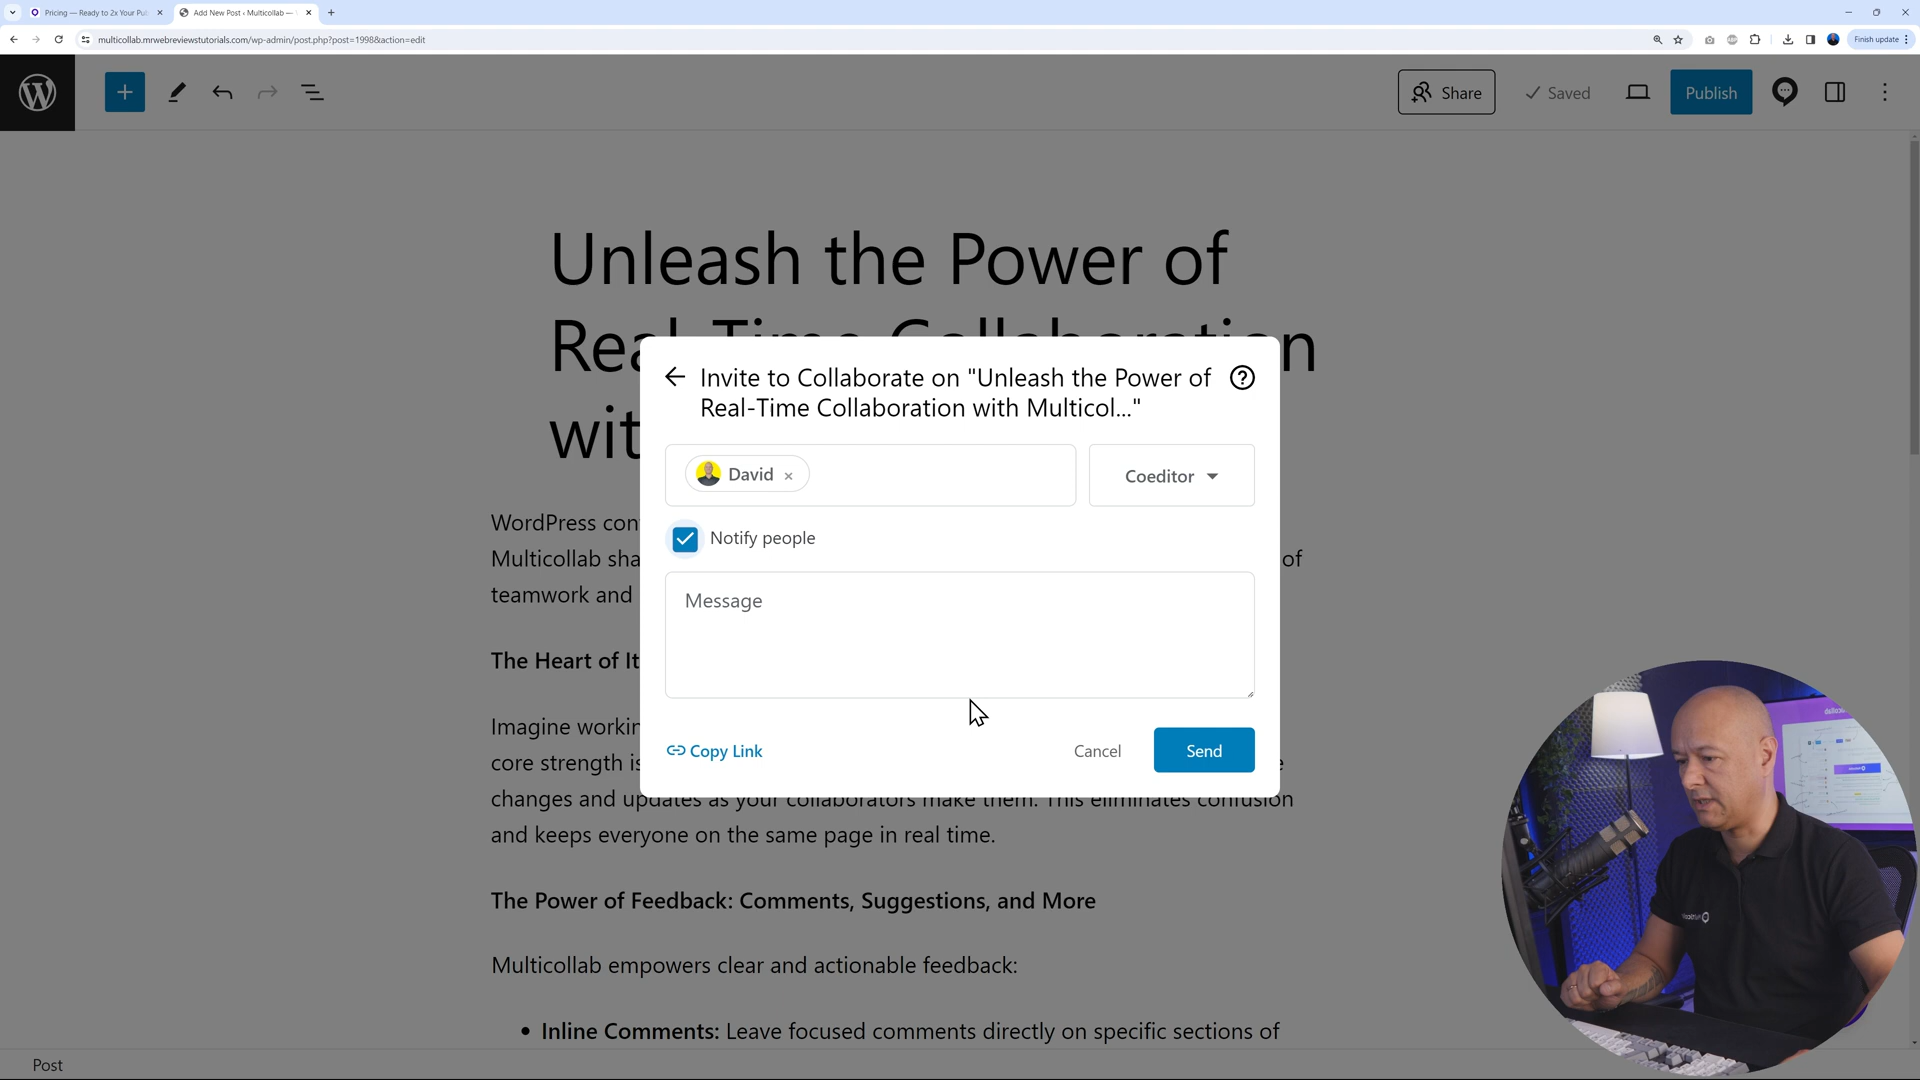 Pricing — Ready to 2x Your Pu
Add New Post ‹ Multicollab —
multicollab.mrwebreviewstutorials.com/wp-admin/post.php?post=1998&action=edit
Finish update
Share
Saved
Publish
Unleash the Power of
Real-Time Collaboration
wit
Invite to Collaborate on "Unleash the Power of
Real-Time Collaboration with Multicol..."
David ×
Coeditor
Notify people
Message
Copy Link
Cancel
Send
WordPress con
Multicollab sha of
teamwork and
The Heart of It
Imagine workin
core strength is e
changes and updates as your collaborators make them. This eliminates confusion
and keeps everyone on the same page in real time.
The Power of Feedback: Comments, Suggestions, and More
Multicollab empowers clear and actionable feedback:
• Inline Comments: Leave focused comments directly on specific sections of
Post